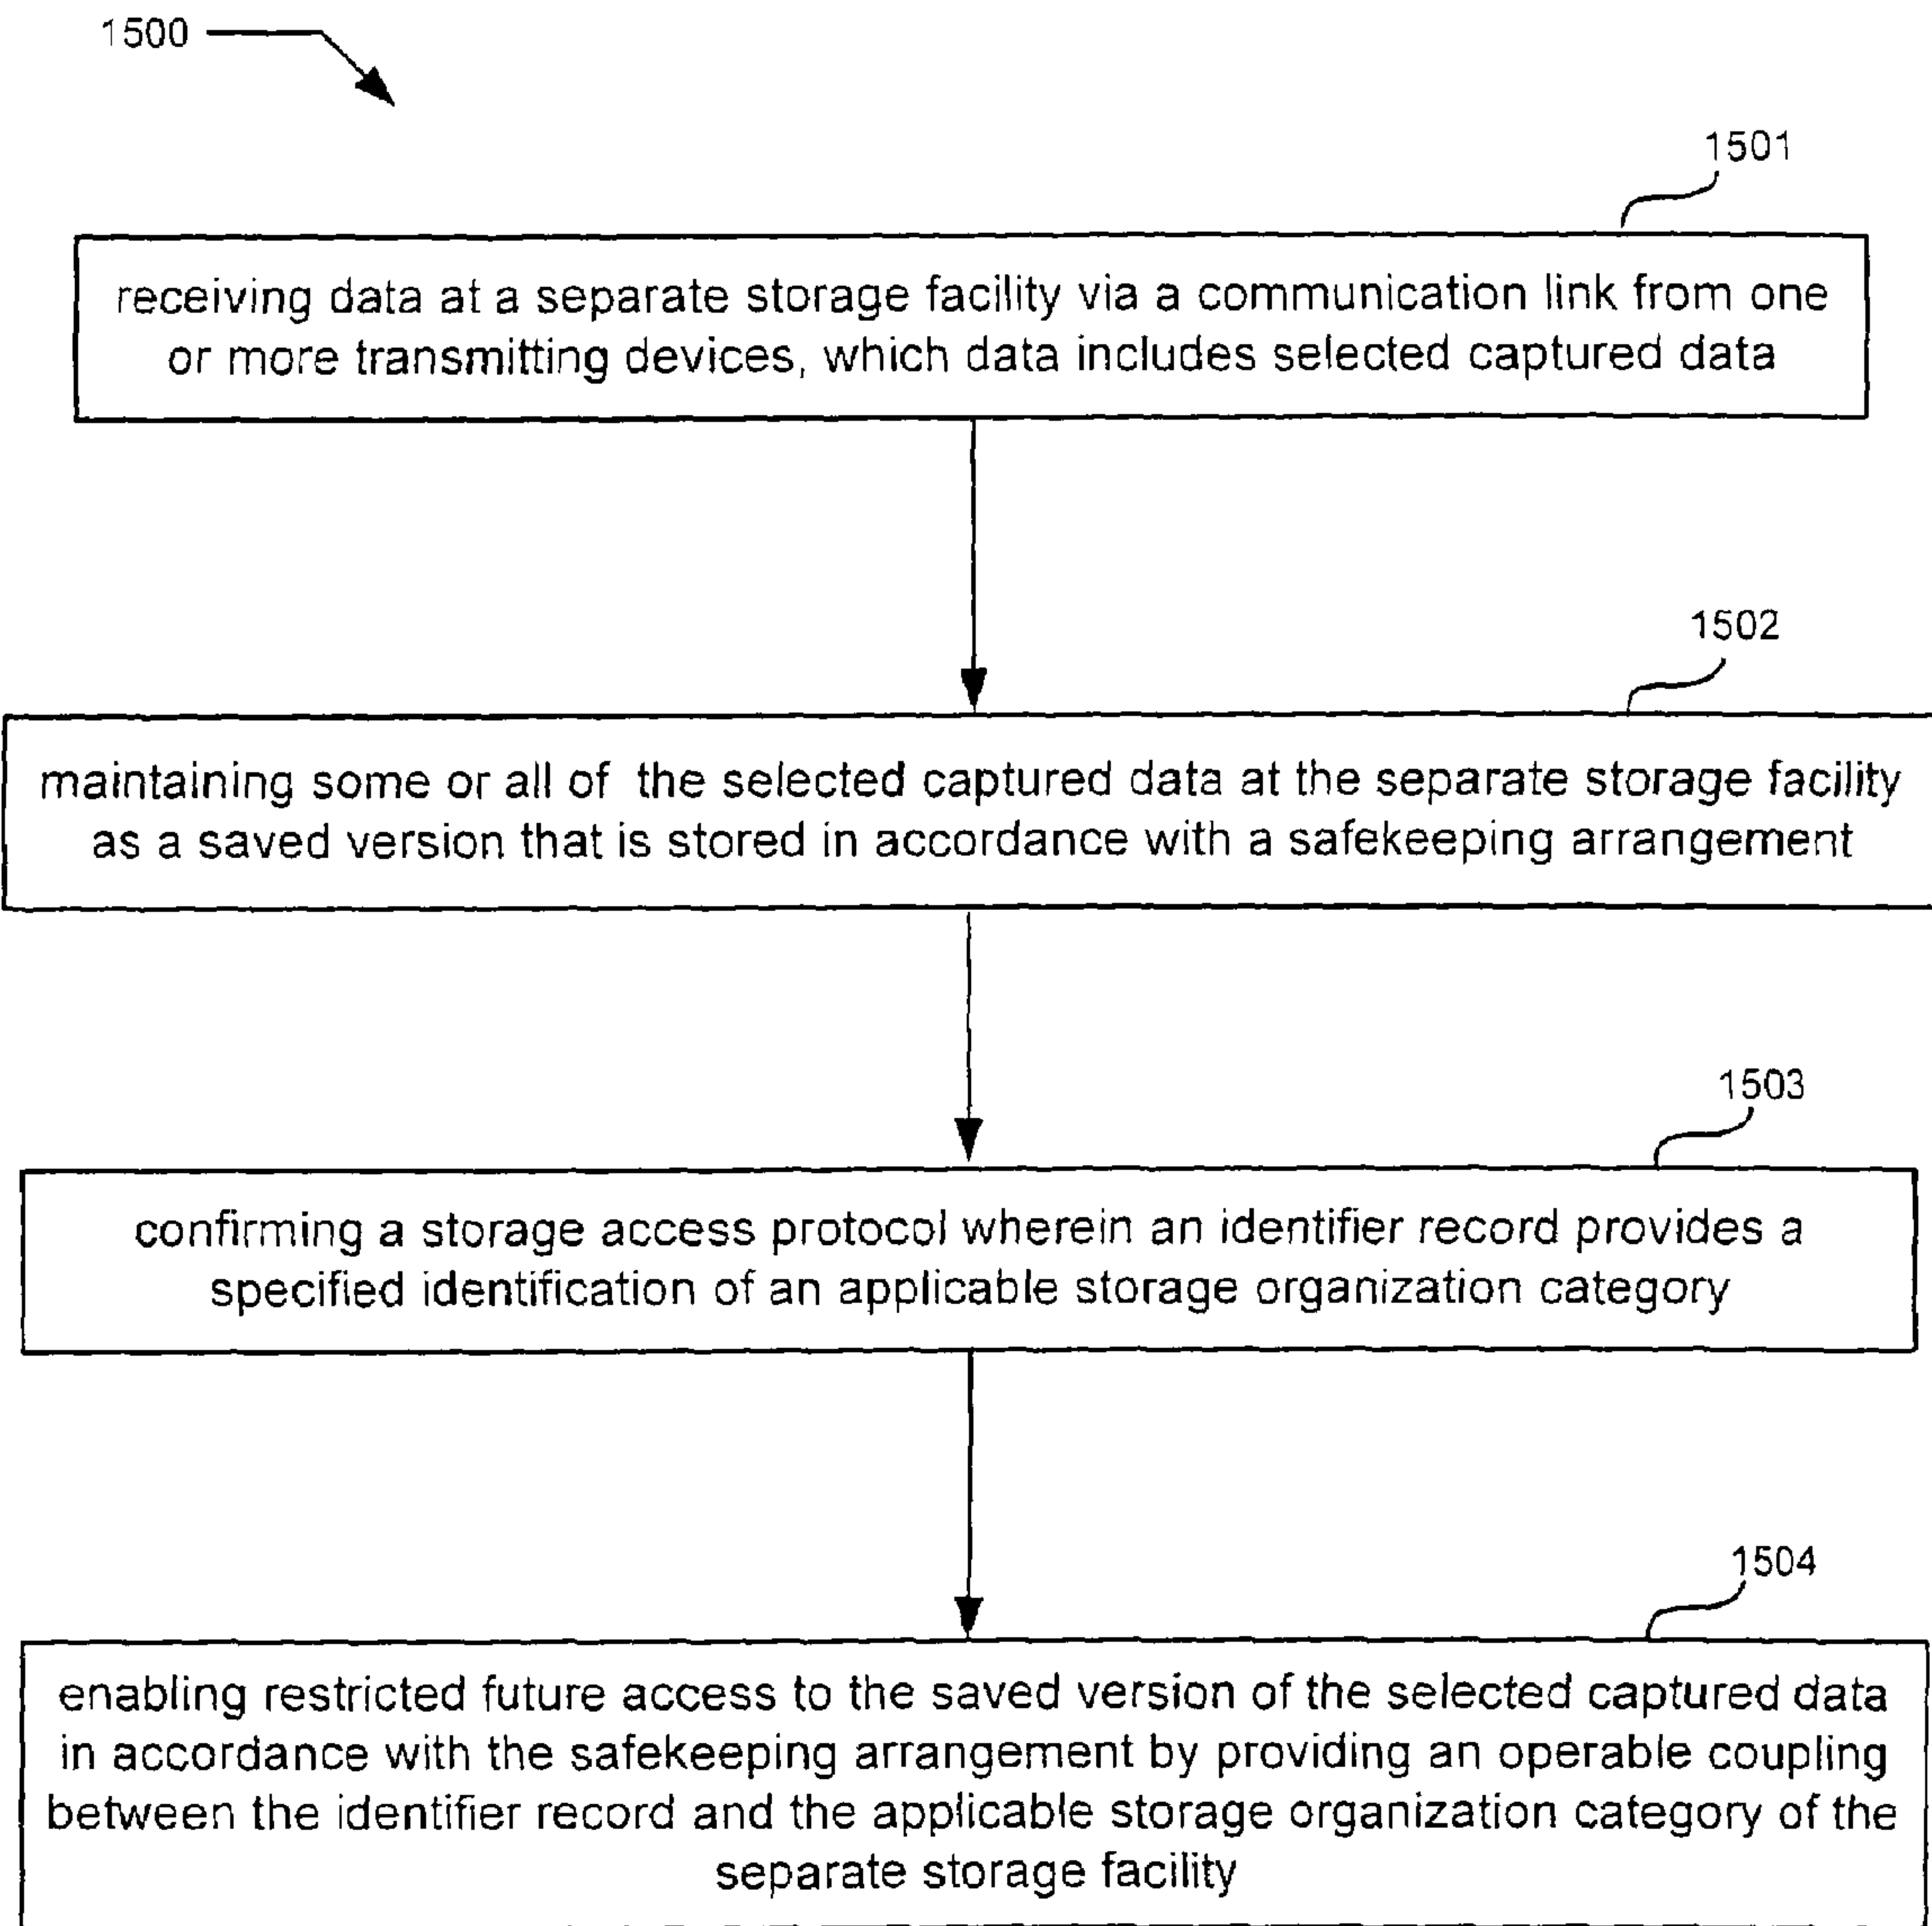 1500
1501
receiving data at a separate storage facility via a communication link from one
or more transmitting devices, which data includes selected captured data
1502
maintaining some or all of the selected captured data at the separate storage facility
as a saved version that is stored in accordance with a safekeeping arrangement
1503
confirming a storage access protocol wherein an identifier record provides a
specified identification of an applicable storage organization category
1504
enabling restricted future access to the saved version of the selected captured data
in accordance with the safekeeping arrangement by providing an operable coupling
between the identifier record and the applicable storage organization category of the
separate storage facility